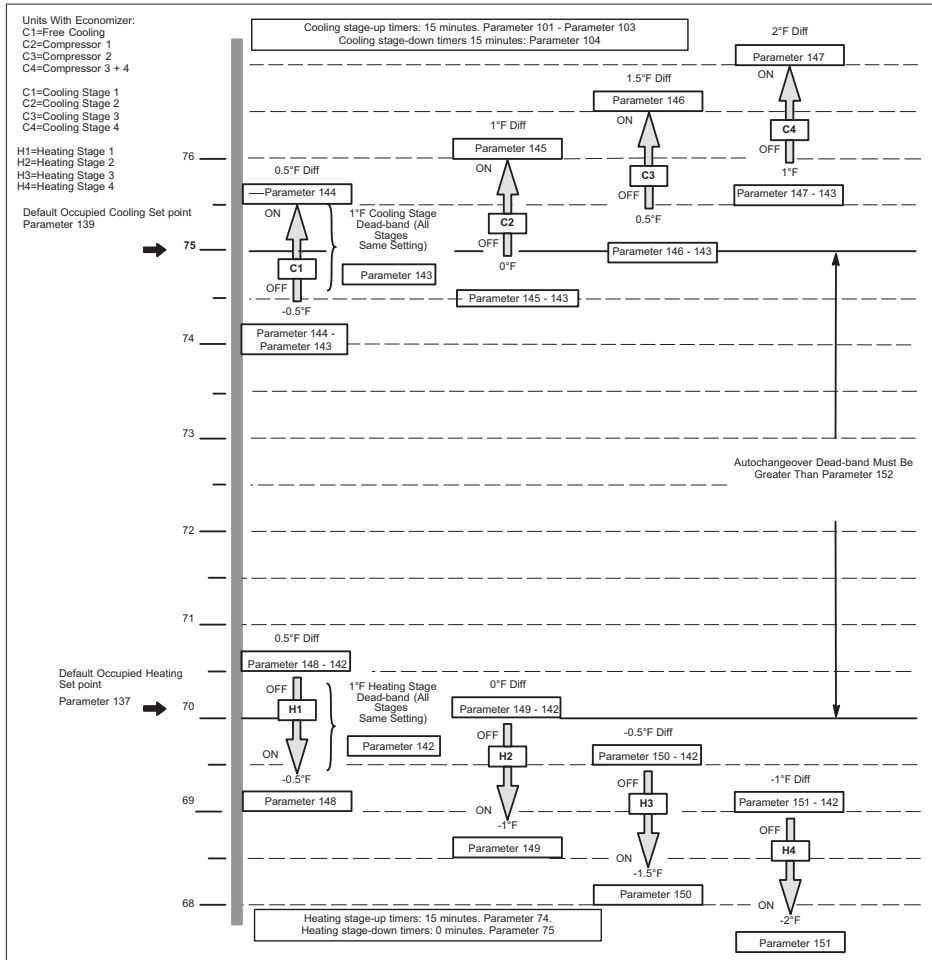 Units With Economizer:
C1=Free Cooling
C2=Compressor 1
C3=Compressor 2
C4=Compressor 3 + 4
C1=Cooling Stage 1
C2=Cooling Stage 2
C3=Cooling Stage 3
C4=Cooling Stage 4
H1=Heating Stage 1
H2=Heating Stage 2
H3=Heating Stage 3
H4=Heating Stage 4
Cooling stage-up timers: 15 minutes. Parameter 101 - Parameter 103
Cooling stage-down timers 15 minutes: Parameter 104
2°F Diff
Parameter 147
ON
C4
OFF
1°F
Parameter 147 - 143
1.5°F Diff
Parameter 146
ON
C3
OFF
0.5°F
Parameter 146 - 143
1°F Diff
Parameter 145
ON
C2
OFF
0°F
Parameter 145 - 143
0.5°F Diff
Parameter 144
ON
C1
OFF
-0.5°F
Parameter 144 -
Parameter 143
1°F Cooling Stage
Dead-band (All
Stages
Same Setting)
Parameter 143
Default Occupied Cooling Set point
Parameter 139
76
75
74
73
72
71
70
69
68
Autochangeover Dead-band Must Be
Greater Than Parameter 152
Default Occupied Heating
Set point
Parameter 137
0.5°F Diff
Parameter 148 - 142
OFF
H1
ON
-0.5°F
Parameter 148
1°F Heating Stage
Dead-band (All
Stages
Same Setting)
Parameter 142
0°F Diff
Parameter 149 - 142
OFF
H2
ON
-1°F
Parameter 149
-0.5°F Diff
Parameter 150 - 142
OFF
H3
ON
-1.5°F
Parameter 150
-1°F Diff
Parameter 151 - 142
OFF
H4
ON
-2°F
Parameter 151
Heating stage-up timers: 15 minutes. Parameter 74.
Heating stage-down timers: 0 minutes. Parameter 75